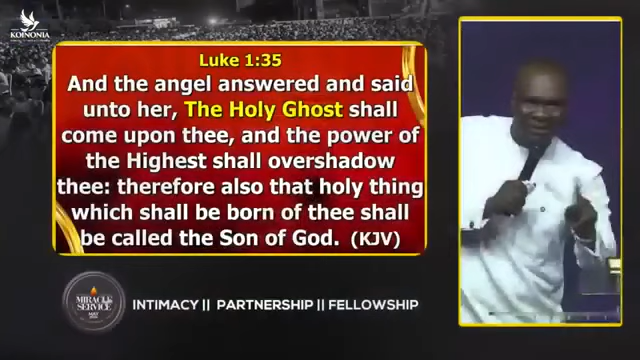 KOINONIA
Luke 1:35
And the angel answered and said
unto her, The Holy Ghost shall
come upon thee, and the power of
the Highest shall overshadow
thee: therefore also that holy thing
which shall be born of thee shall
be called the Son of God. (KJV)
MIRACLE
SERVICE
INTIMACY || PARTNERSHIP || FELLOWSHIP